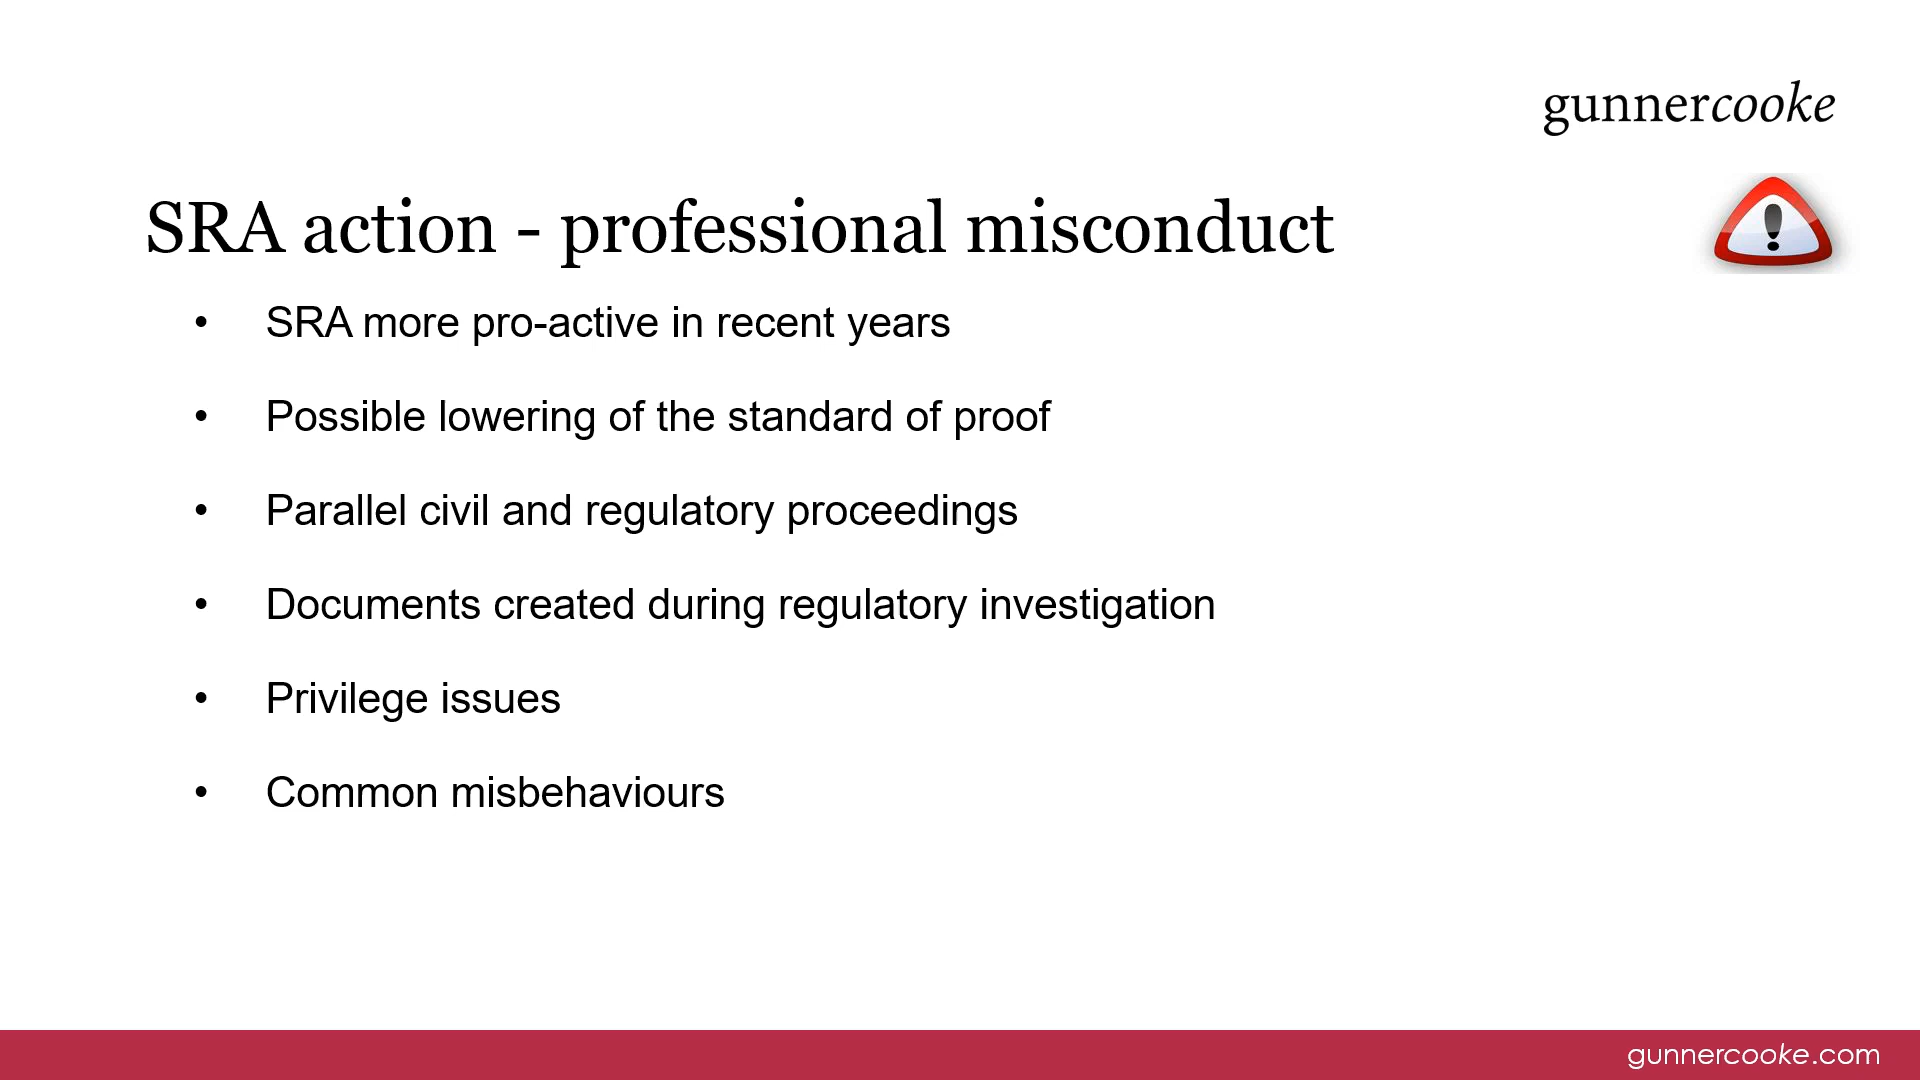 gunnercooke
SRA action - professional misconduct
• SRA more pro-active in recent years
• Possible lowering of the standard of proof
• Parallel civil and regulatory proceedings
• Documents created during regulatory investigation
• Privilege issues
• Common misbehaviours
gunnercooke.com